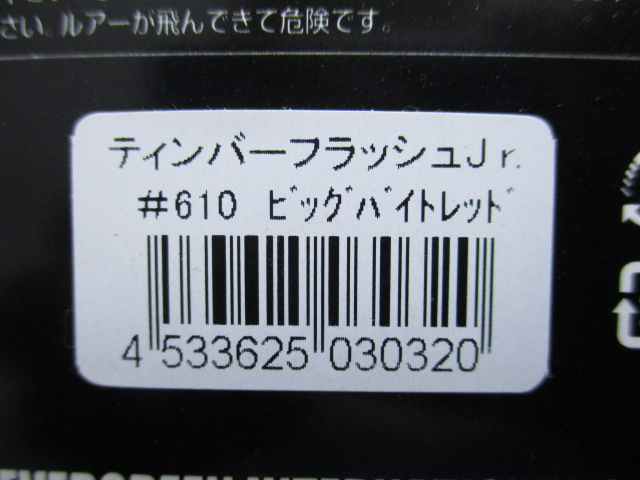 さい。ルアーが飛んできて危険です。
ティンバーフラッシュJr.
#610 ﾋﾞｯｸﾞﾊﾞｲﾄﾚｯﾄﾞ
4 533625 030320
EVERGREEN INTERNAT